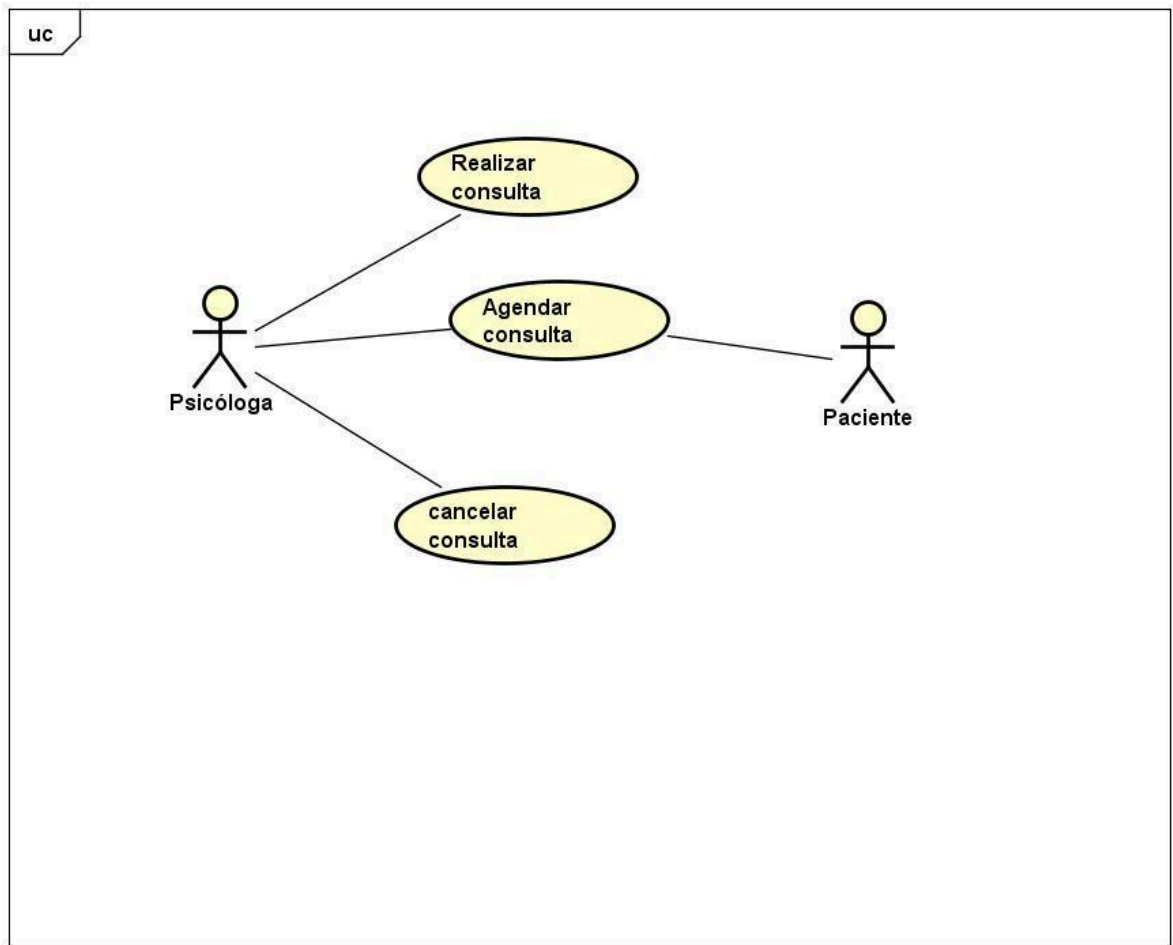 uc
Realizar
consulta
Agendar
consulta
Psicóloga
Paciente
cancelar
consulta